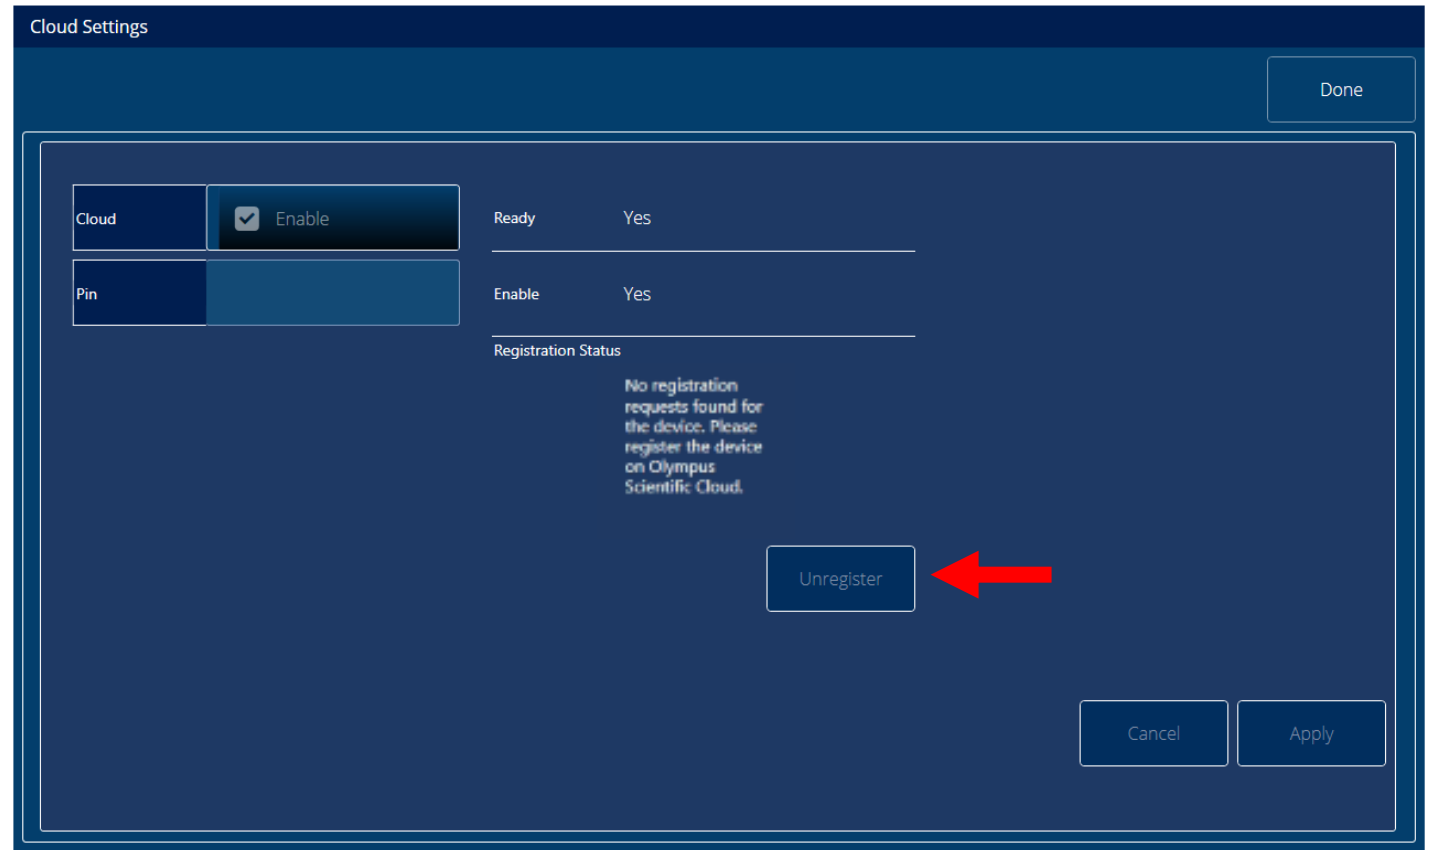 Cloud Settings
Done
Cloud
Enable
Ready
Yes
Pin
Enable
Yes
Registration Status
No registration
requests found for
the device. Please
register the device
on Olympus
Scientific Cloud.
Unregister
Cancel
Apply